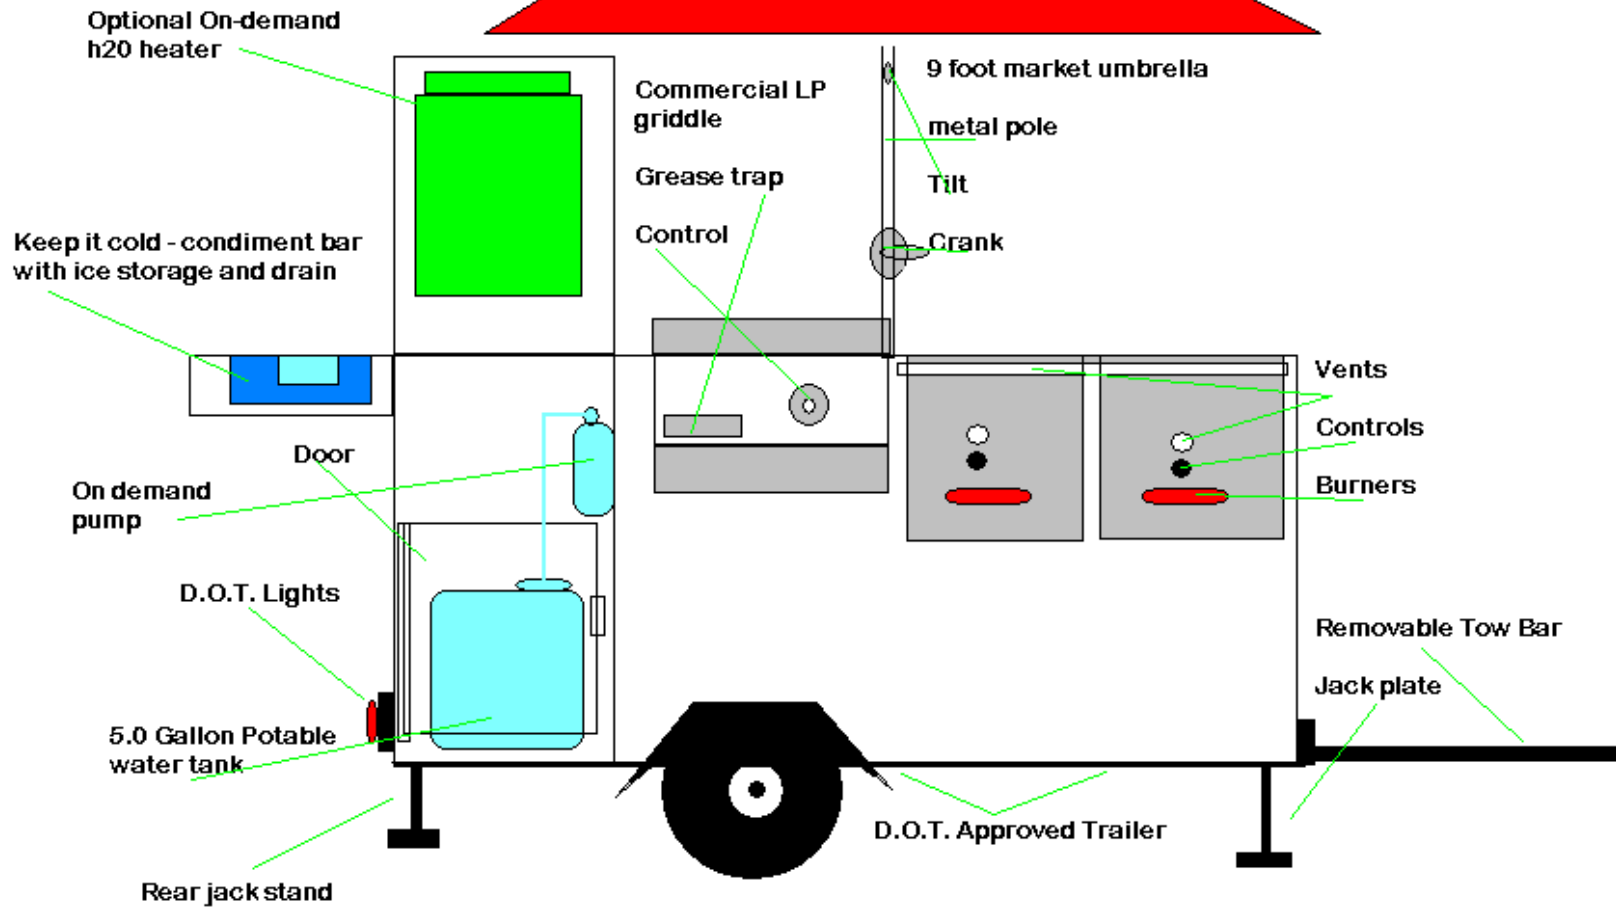 Optional On-demand
h20 heater
9 foot market umbrella
Commercial LP
griddle
metal pole
Grease trap
Tilt
Control
Crank
Keep it cold - condiment bar
with ice storage and drain
Vents
Controls
Door
On demand
pump
Burners
D.O.T. Lights
Removable Tow Bar
Jack plate
5.0 Gallon Potable
water tank
D.O.T. Approved Trailer
Rear jack stand